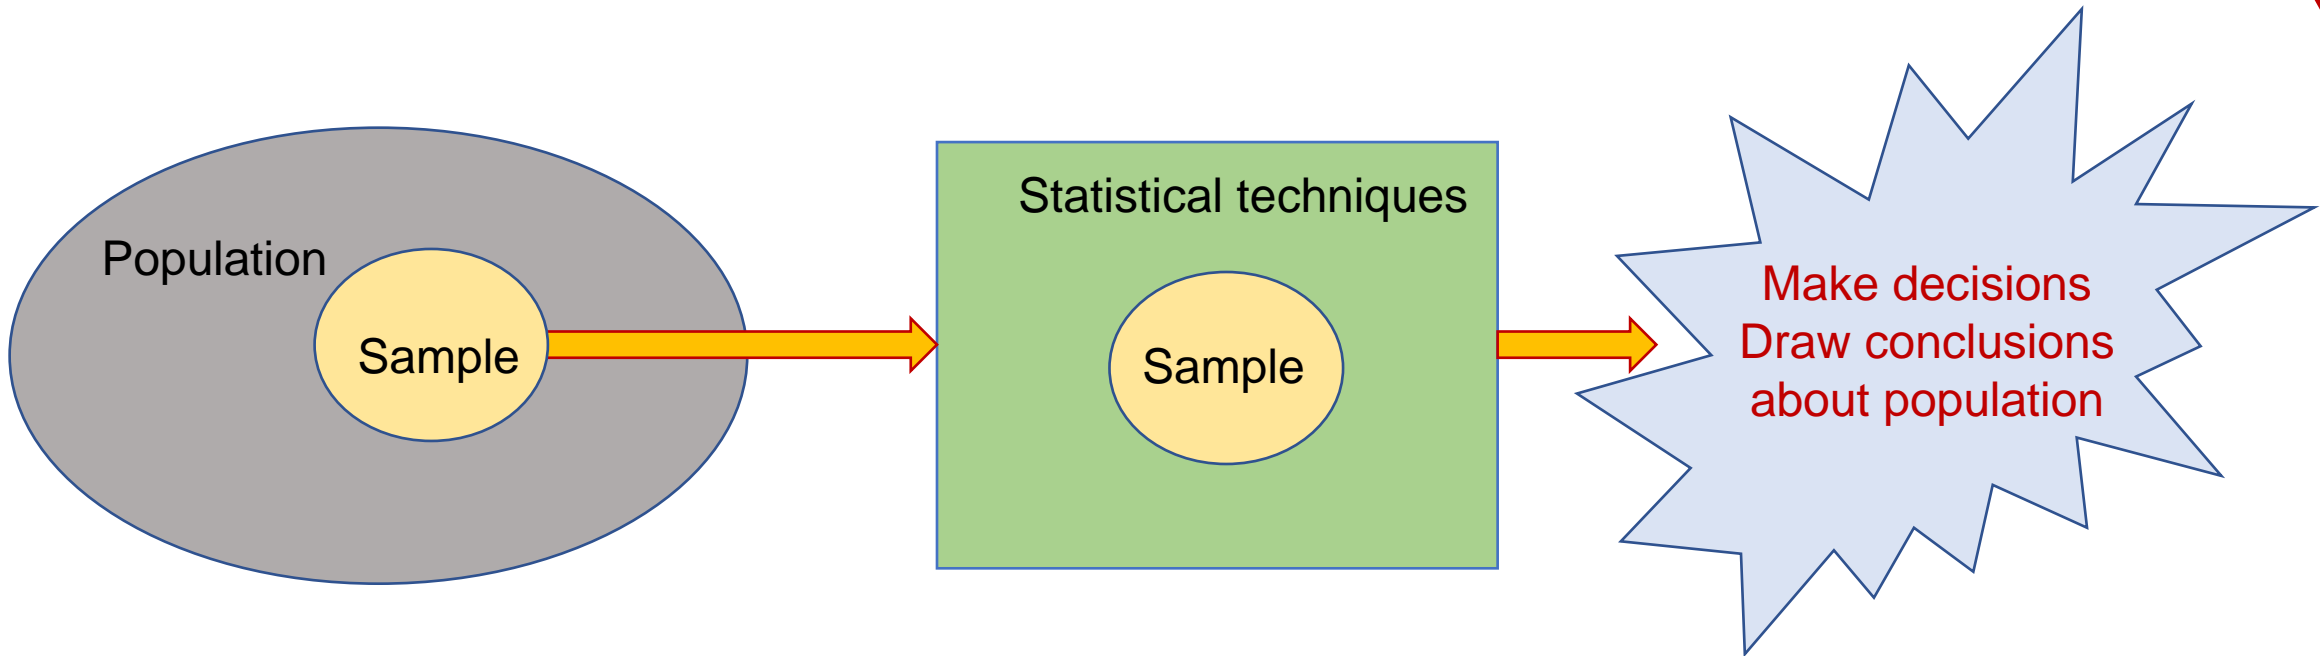 Population
Sample
Statistical techniques
Sample
Make decisions
Draw conclusions
about population